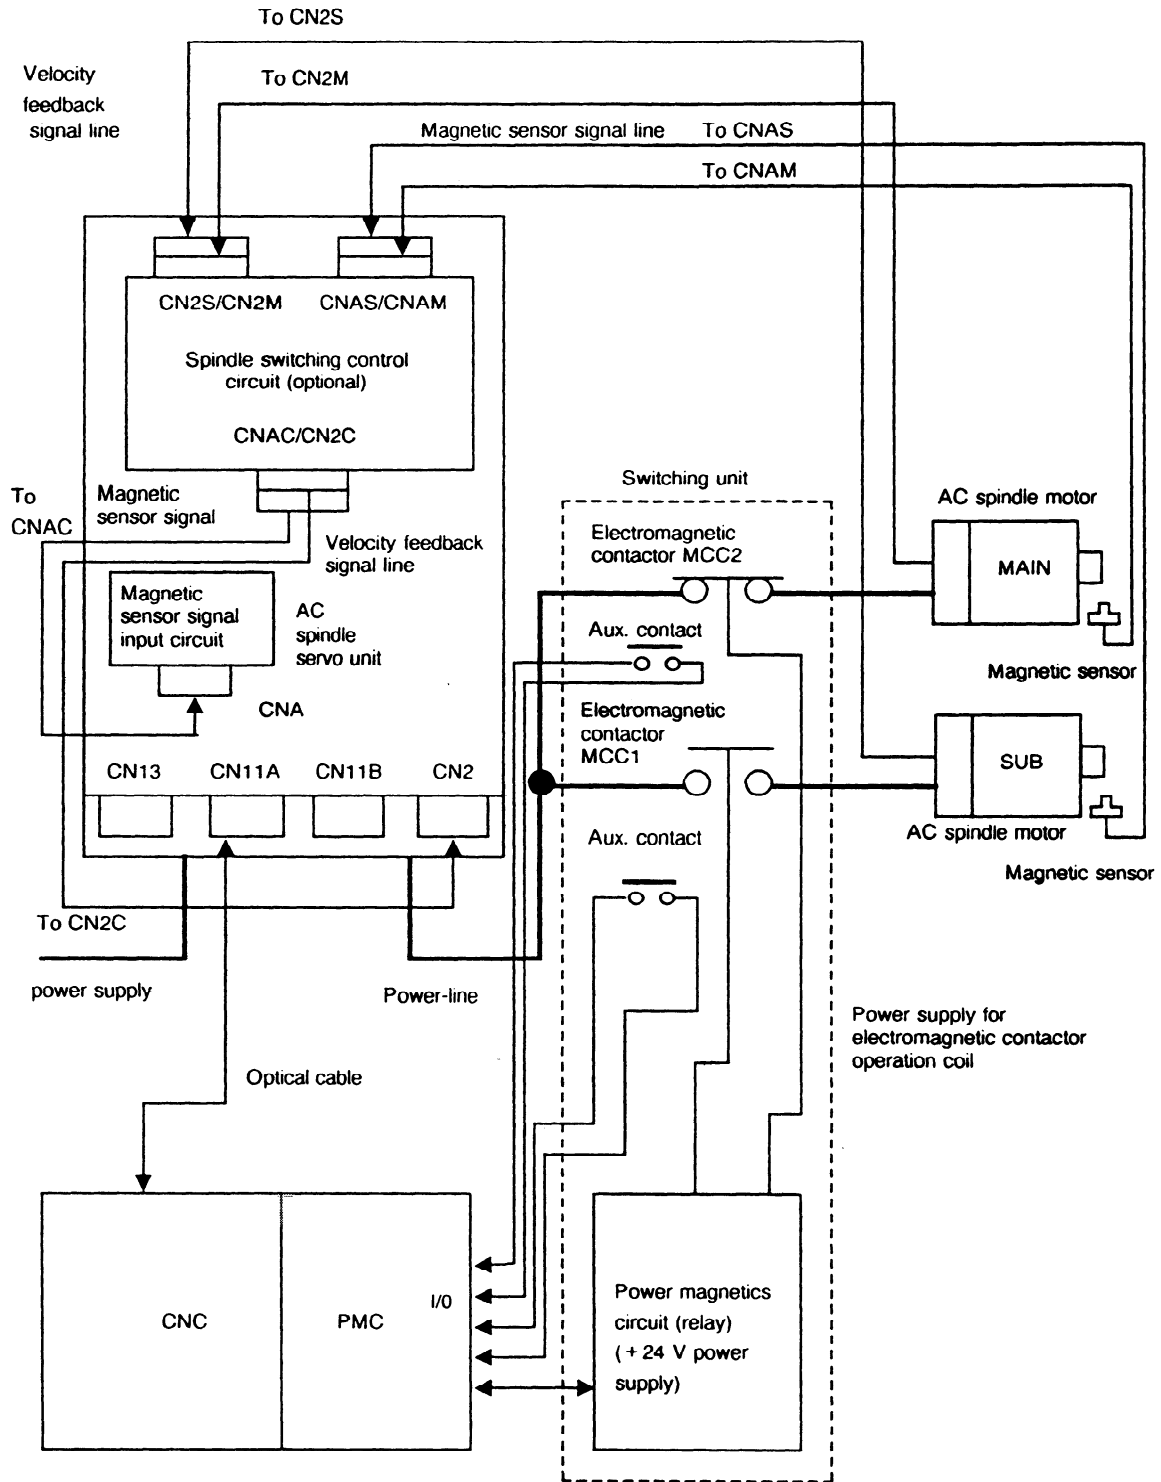 To CN2S
Velocity
feedback
signal line
To CN2M
Magnetic sensor signal line
To CNAS
To CNAM
CN2S/CN2M
CNAS/CNAM
Spindle switching control
circuit (optional)
CNAC/CN2C
To
CNAC
Magnetic
sensor signal
Velocity feedback
signal line
Magnetic
sensor signal
input circuit
AC
spindle
servo unit
CNA
CN13
CN11A
CN11B
CN2
To CN2C
power supply
Power-line
Optical cable
Switching unit
Electromagnetic
contactor MCC2
Aux. contact
Electromagnetic
contactor
MCC1
Aux. contact
AC spindle motor
MAIN
Magnetic sensor
SUB
AC spindle motor
Magnetic sensor
Power supply for
electromagnetic contactor
operation coil
CNC
PMC
I/0
Power magnetics
circuit (relay)
( + 24 V power
supply)